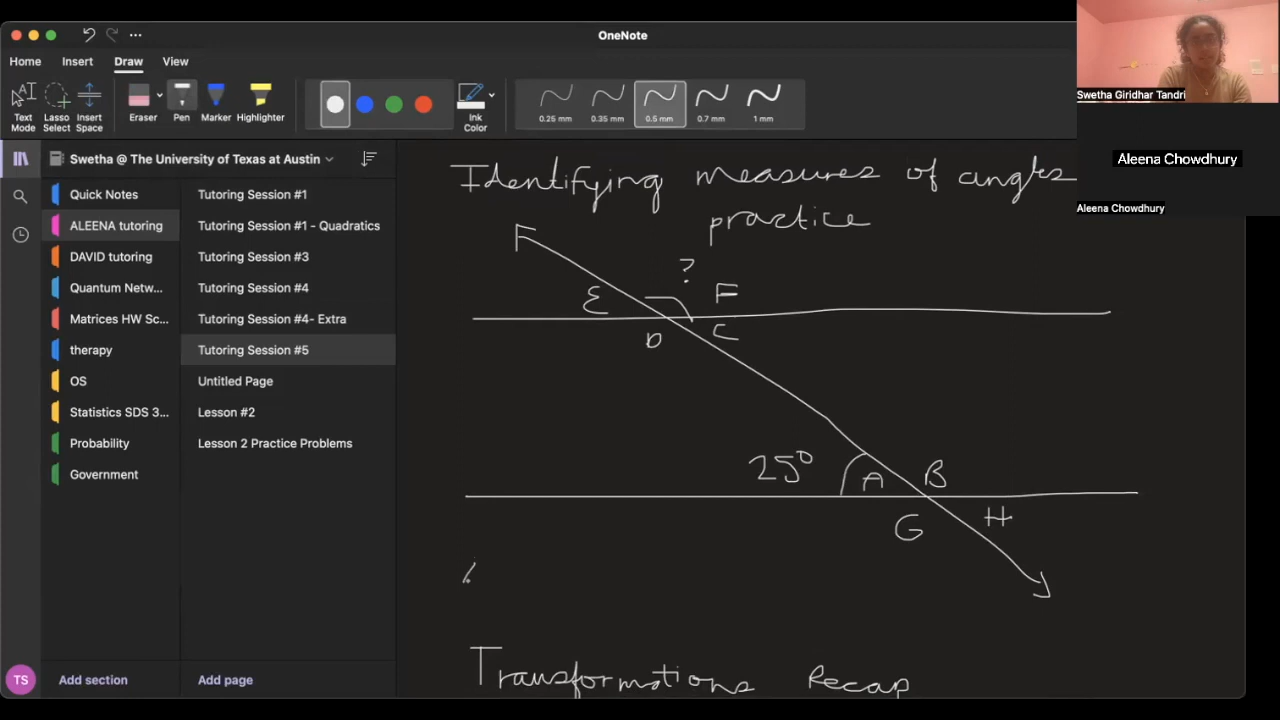 OneNote
Home Insert Draw View
Text Mode
Lasso Select
Insert Space
Eraser
Pen
Marker
Highlighter
Ink Color
0.25 mm
0.35 mm
0.5 mm
0.7 mm
1 mm
Swetha Giridhar Tandri
Aleena Chowdhury
Aleena Chowdhury
Swetha @ The University of Texas at Austin
Quick Notes
ALEENA tutoring
DAVID tutoring
Quantum Netw...
Matrices HW Sc...
therapy
OS
Statistics SDS 3...
Probability
Government
Add section
TS
Tutoring Session #1
Tutoring Session #1 - Quadratics
Tutoring Session #3
Tutoring Session #4
Tutoring Session #4- Extra
Tutoring Session #5
Untitled Page
Lesson #2
Lesson 2 Practice Problems
Add page
Identifying measures of angles
practice
F
?
E F
D C
25° A B
G H
Transformations Recap